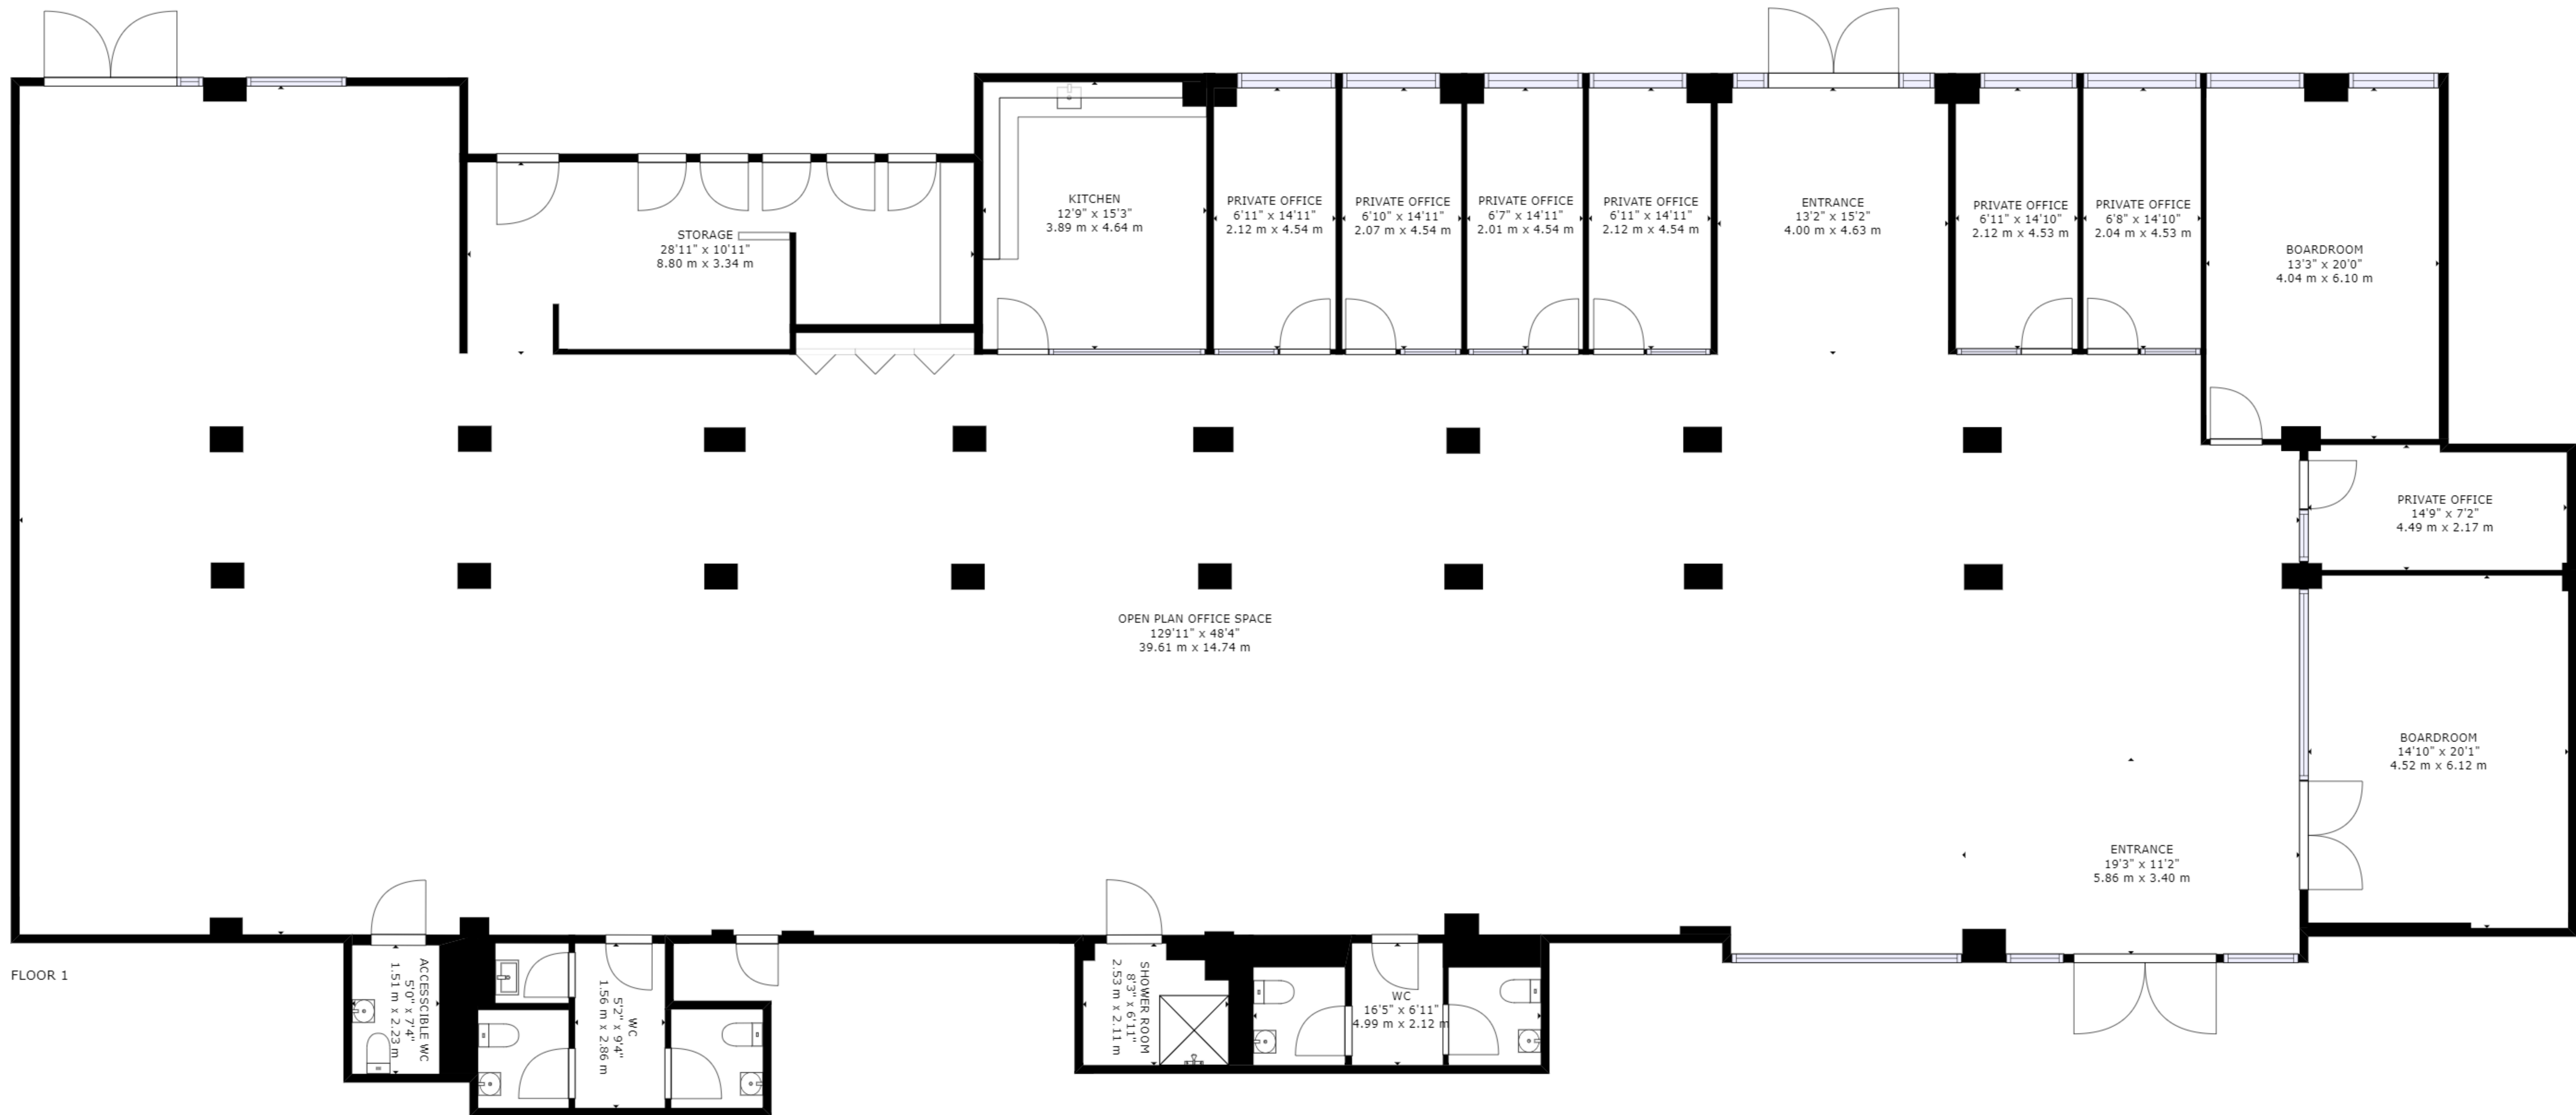 KITCHEN
12'9" x 15'3"
3.89 m x 4.64 m
PRIVATE OFFICE
6'11" x 14'11"
2.12 m x 4.54 m
PRIVATE OFFICE
6'10" x 14'11"
2.07 m x 4.54 m
PRIVATE OFFICE
6'7" x 14'11"
2.01 m x 4.54 m
PRIVATE OFFICE
6'11" x 14'11"
2.12 m x 4.54 m
ENTRANCE
13'2" x 15'2"
4.00 m x 4.63 m
PRIVATE OFFICE
6'11" x 14'10"
2.12 m x 4.53 m
PRIVATE OFFICE
6'8" x 14'10"
2.04 m x 4.53 m
STORAGE
28'11" x 10'11"
8.80 m x 3.34 m
BOARDROOM
13'3" x 20'0"
4.04 m x 6.10 m
PRIVATE OFFICE
14'9" x 7'2"
4.49 m x 2.17 m
OPEN PLAN OFFICE SPACE
129'11" x 48'4"
39.61 m x 14.74 m
BOARDROOM
14'10" x 20'1"
4.52 m x 6.12 m
ENTRANCE
19'3" x 11'2"
5.86 m x 3.40 m
FLOOR 1
ACCESSCIBLE WC
5'0" x 7'4"
1.51 m x 2.23 m
WC
5'2" x 9'4"
1.56 m x 2.86 m
SHOWER ROOM
8'3" x 6'11"
2.53 m x 2.11 m
WC
16'5" x 6'11"
4.99 m x 2.12 m